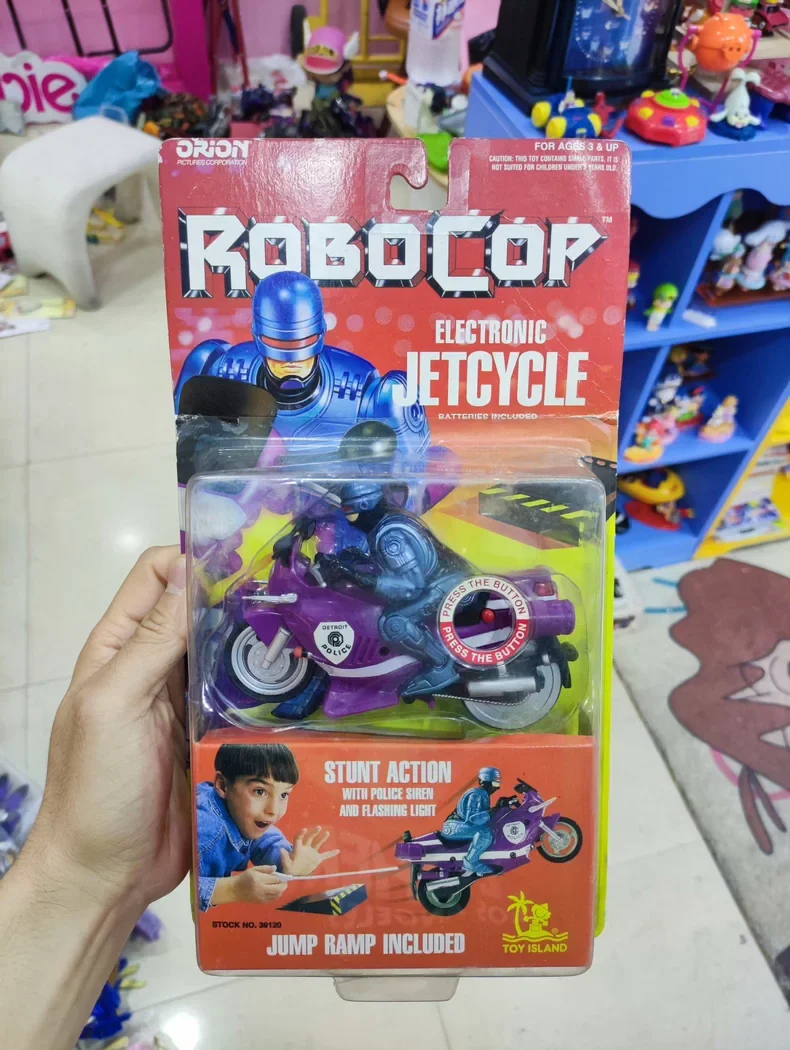 bie
ORION
PICTURES CORPORATION
FOR AGES 3 & UP
CAUTION: THIS TOY CONTAINS SMALL PARTS, IT IS
NOT SUITED FOR CHILDREN UNDER 3 YEARS OLD.
ROBOCOP™
ELECTRONIC
JETCYCLE
BATTERIES INCLUDED
PRESS THE BUTTON
PRESS THE BUTTON
DETROIT
POLICE
STUNT ACTION
WITH POLICE SIREN
AND FLASHING LIGHT
STOCK NO. 39120
JUMP RAMP INCLUDED
TOY ISLAND